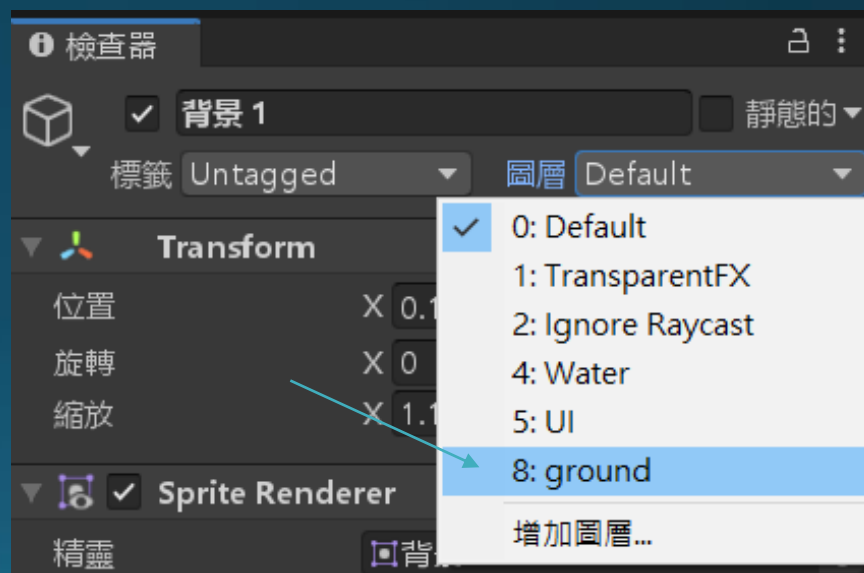 檢查器
背景 1 靜態的
標籤 Untagged 圖層 Default
0: Default
1: TransparentFX
2: Ignore Raycast
4: Water
5: UI
8: ground
增加圖層...
Transform
位置 X 0.1
旋轉 X 0
縮放 X 1.1
Sprite Renderer
精靈 背